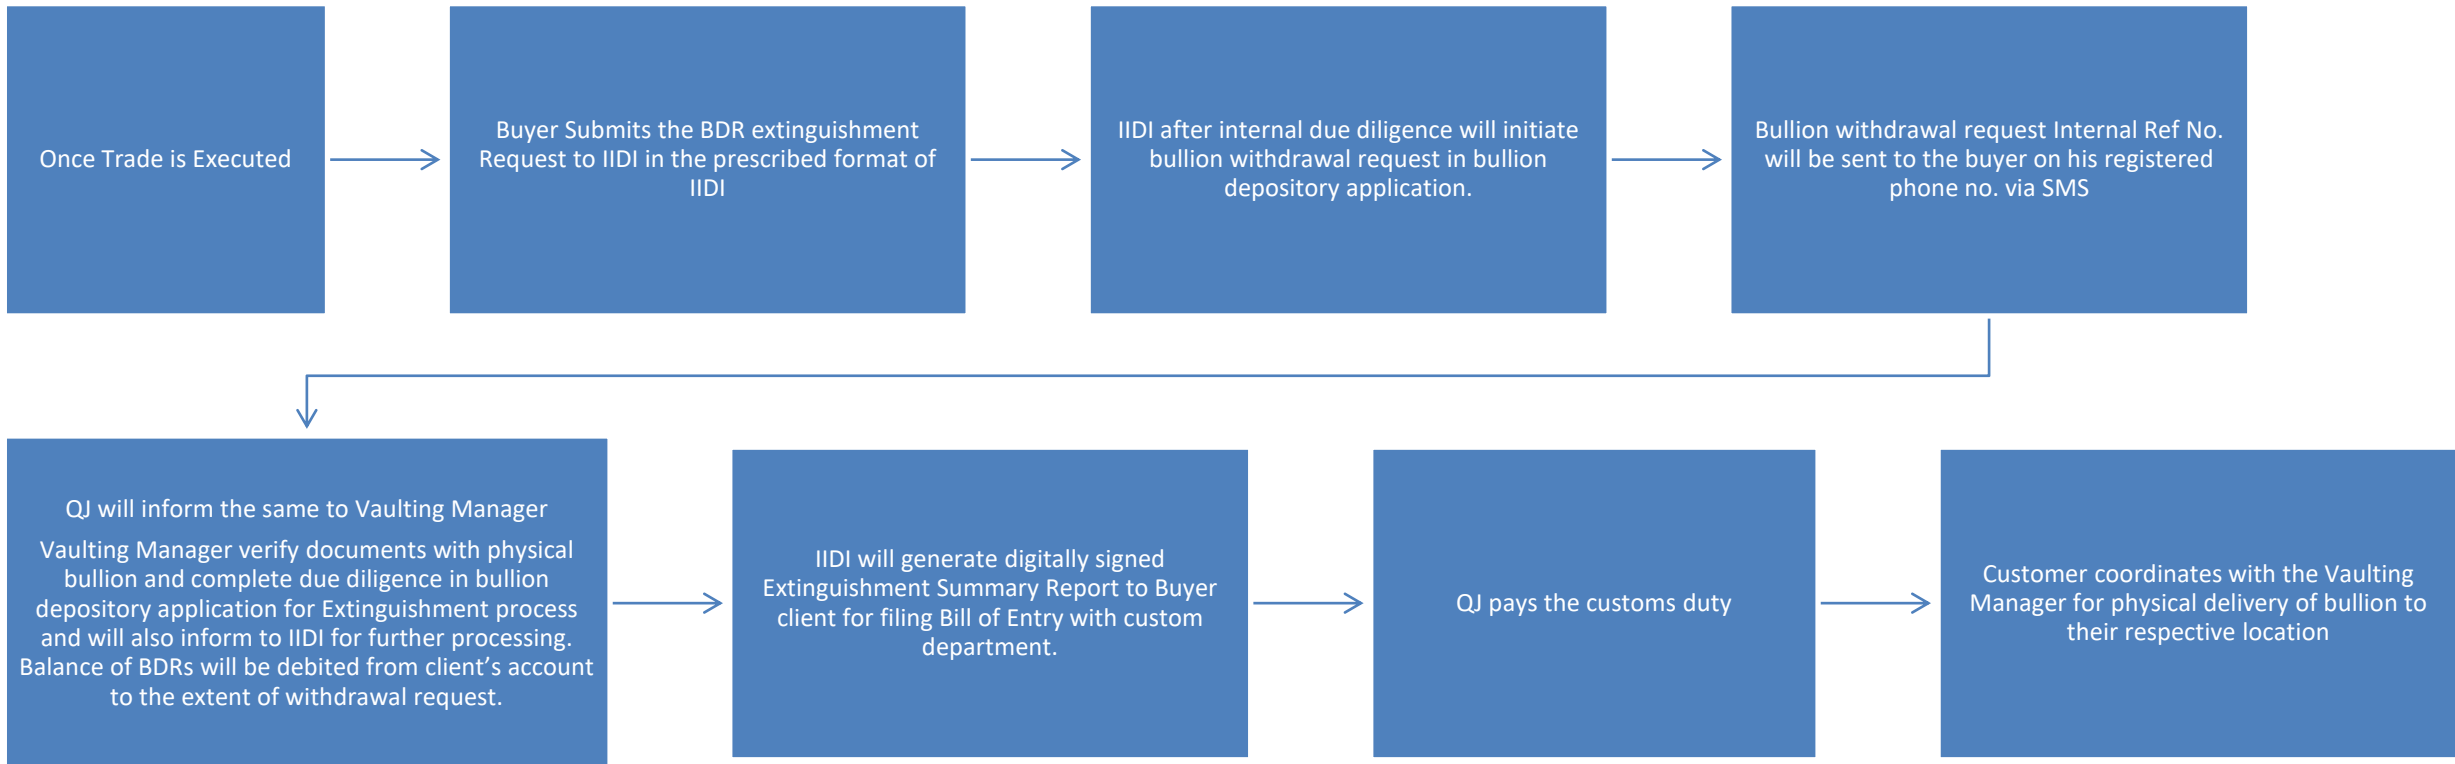 Once Trade is Executed
Buyer Submits the BDR extinguishment
Request to IIDI in the prescribed format of
IIDI
IIDI after internal due diligence will initiate
bullion withdrawal request in bullion
depository application.
Bullion withdrawal request Internal Ref No.
will be sent to the buyer on his registered
phone no. via SMS
QJ will inform the same to Vaulting Manager
Vaulting Manager verify documents with physical
bullion and complete due diligence in bullion
depository application for Extinguishment process
and will also inform to IIDI for further processing.
Balance of BDRs will be debited from client’s account
to the extent of withdrawal request.
IIDI will generate digitally signed
Extinguishment Summary Report to Buyer
client for filing Bill of Entry with custom
department.
QJ pays the customs duty
Customer coordinates with the Vaulting
Manager for physical delivery of bullion to
their respective location